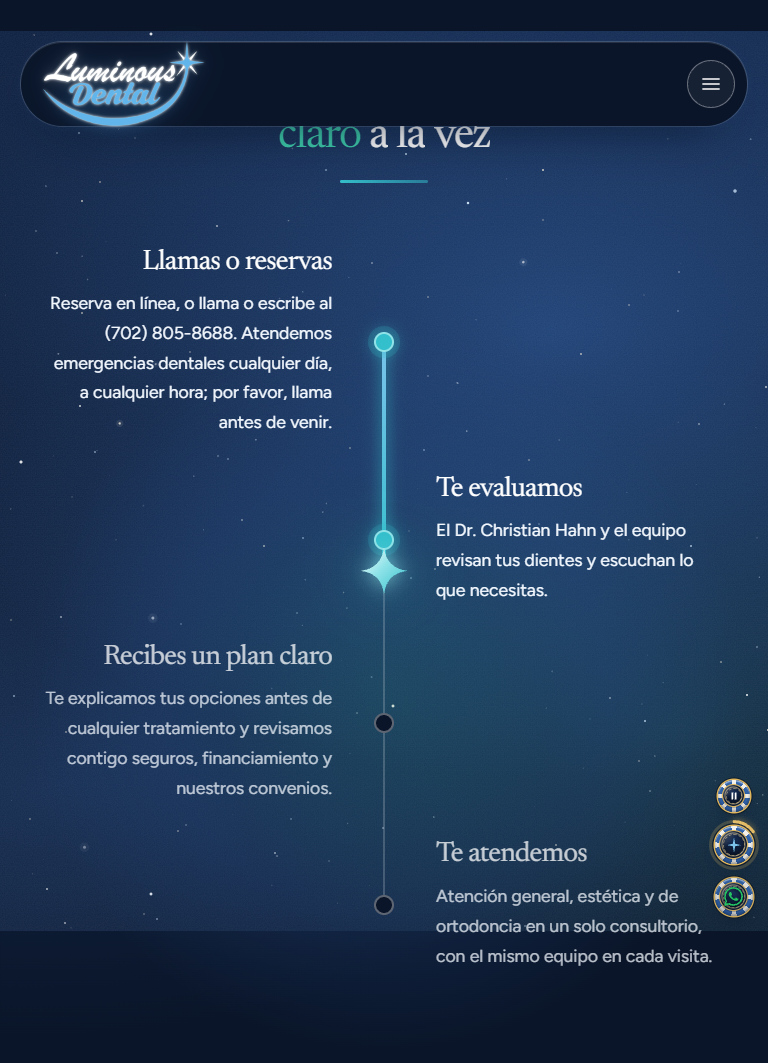 Luminous
Dental
claro a la vez
Llamas o reservas
Reserva en línea, o llama o escribe al
(702) 805-8688. Atendemos
emergencias dentales cualquier día,
a cualquier hora; por favor, llama
antes de venir.
Te evaluamos
El Dr. Christian Hahn y el equipo
revisan tus dientes y escuchan lo
que necesitas.
Recibes un plan claro
Te explicamos tus opciones antes de
cualquier tratamiento y revisamos
contigo seguros, financiamiento y
nuestros convenios.
Te atendemos
Atención general, estética y de
ortodoncia en un solo consultorio,
con el mismo equipo en cada visita.